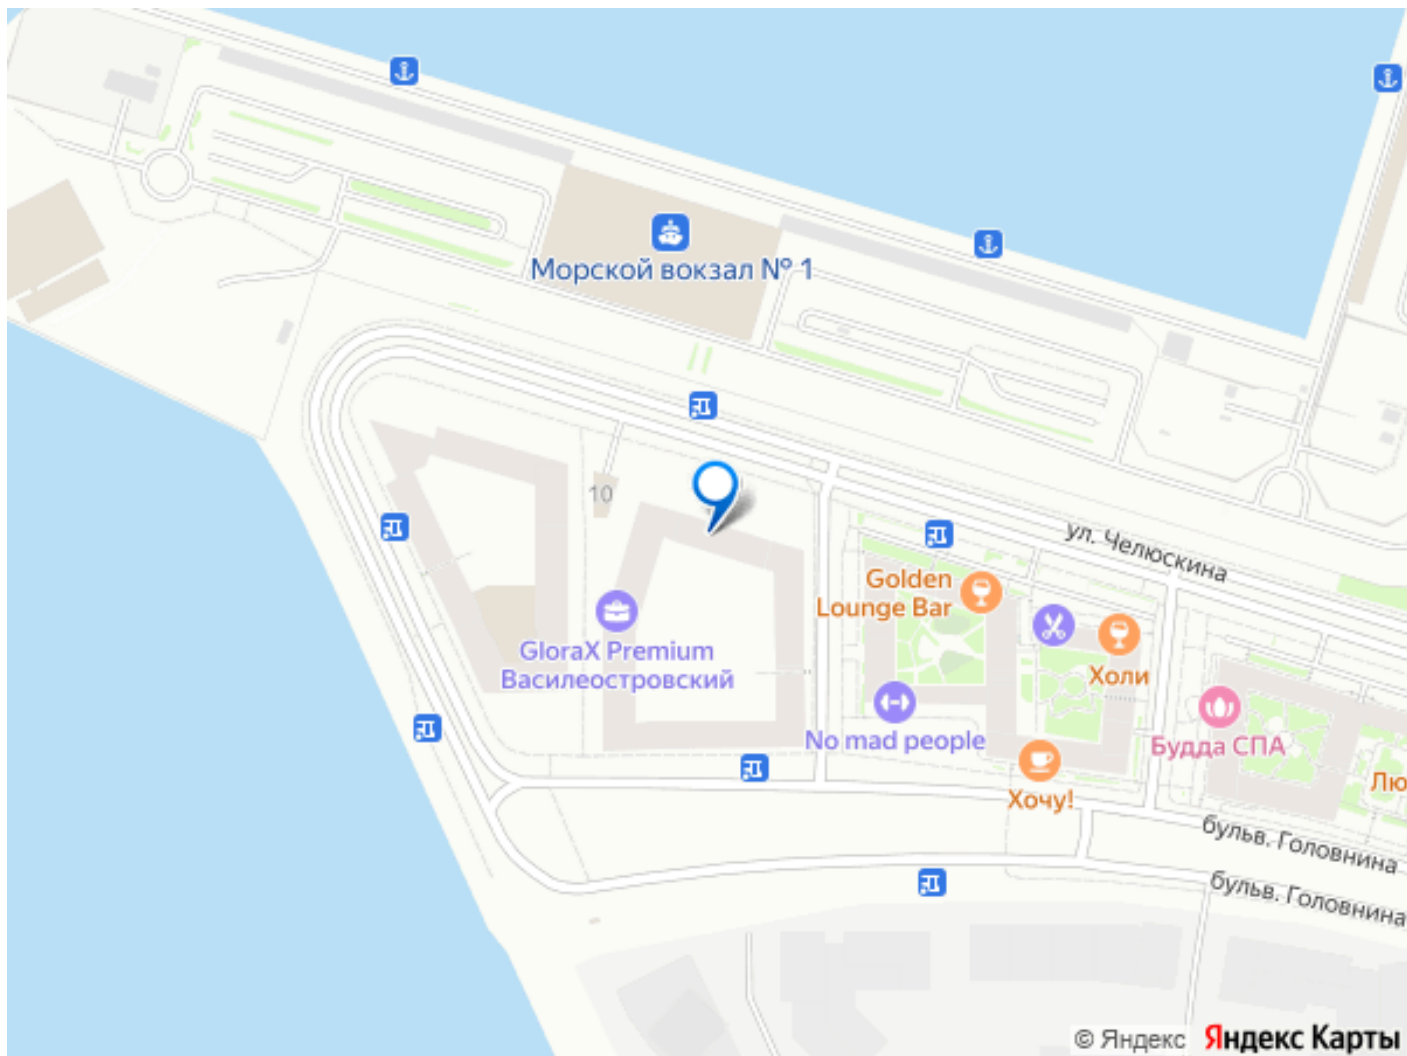 Морской вокзал № 1
10
ул. Челюскина
Golden
Lounge Bar
GloraX Premium
Василеостровский
Холи
No mad people
Будда СПА
Хочу!
Лю
бульв. Головнина
бульв. Головнина
© Яндекс Яндекс Карты